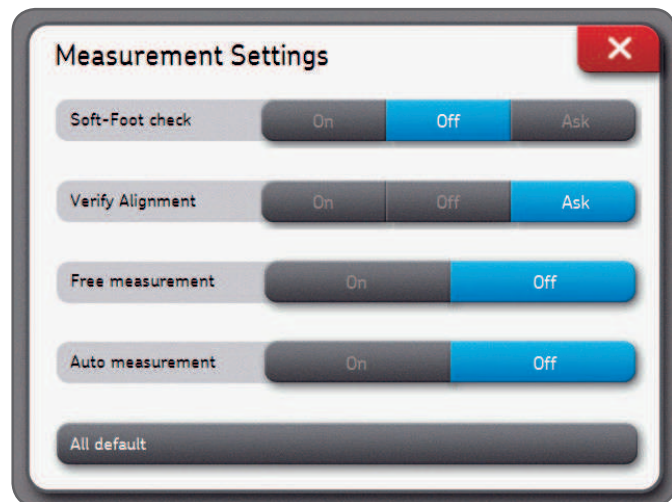 Measurement Settings
Soft-Foot check On Off Ask
Verify Alignment On Off Ask
Free measurement On Off
Auto measurement On Off
All default